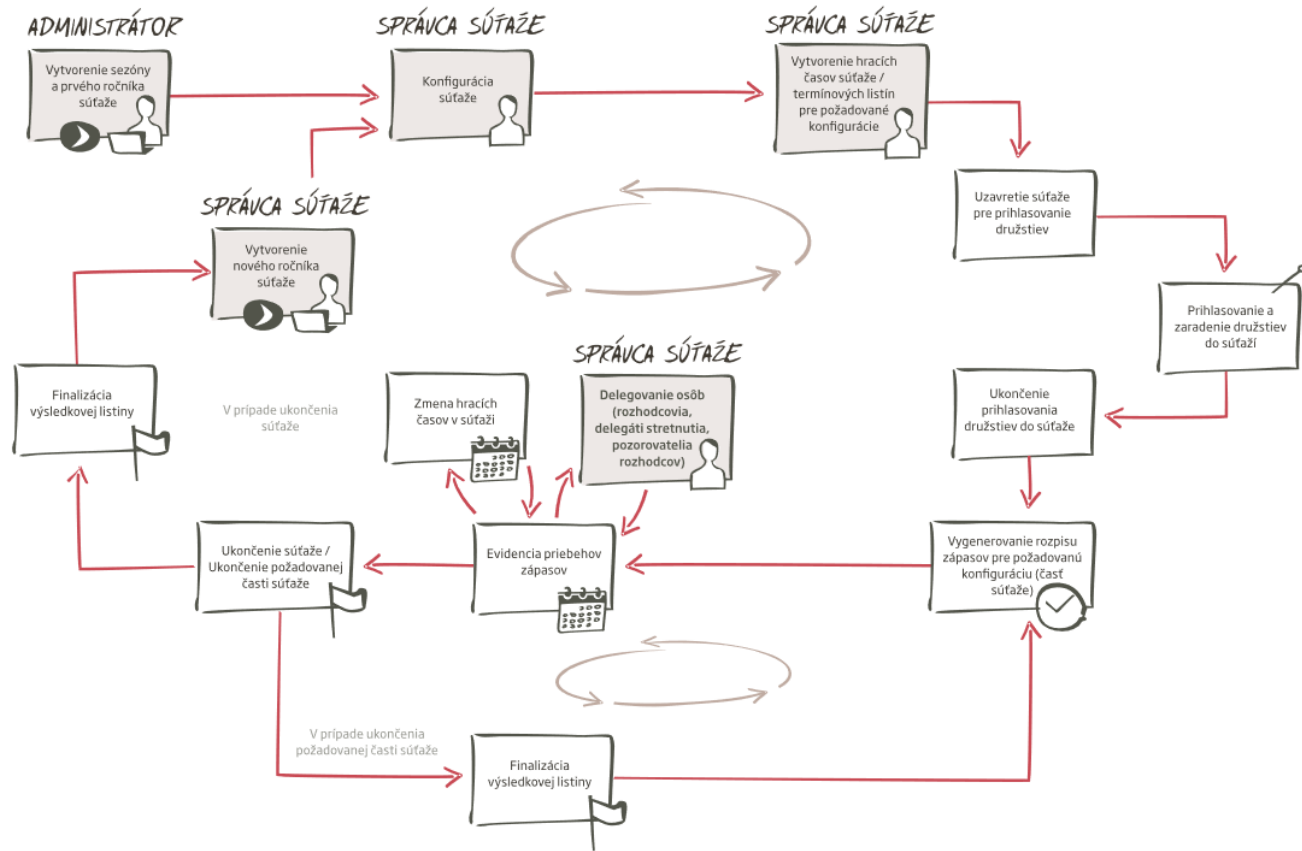 ADMINISTRÁTOR
Vytvorenie sezóny
a prvého ročníka
súťaže
SPRÁVCA SÚŤAŽE
Konfigurácia
súťaže
SPRÁVCA SÚŤAŽE
Vytvorenie hracích
časov súťaže /
termínových listín
pre požadované
konfigurácie
Uzavretie súťaže
pre prihlasovanie
družstiev
SPRÁVCA SÚŤAŽE
Vytvorenie
nového ročníka
súťaže
Prihlasovanie a
zaradenie družstiev
do súťaží
Finalizácia
výsledkovej listiny
V prípade ukončenia
súťaže
Zmena hracích
časov v súťaži
SPRÁVCA SÚŤAŽE
Delegovanie osôb
(rozhodcovia,
delegáti stretnutia,
pozorovatelia
rozhodcov)
Ukončenie
prihlasovania
družstiev do súťaže
Ukončenie súťaže /
Ukončenie požadovanej
časti súťaže
Evidencia priebehov
zápasov
Vygenerovanie rozpisu
zápasov pre požadovanú
konfiguráciu (časť
súťaže)
V prípade ukončenia
požadovanej časti súťaže
Finalizácia
výsledkovej listiny